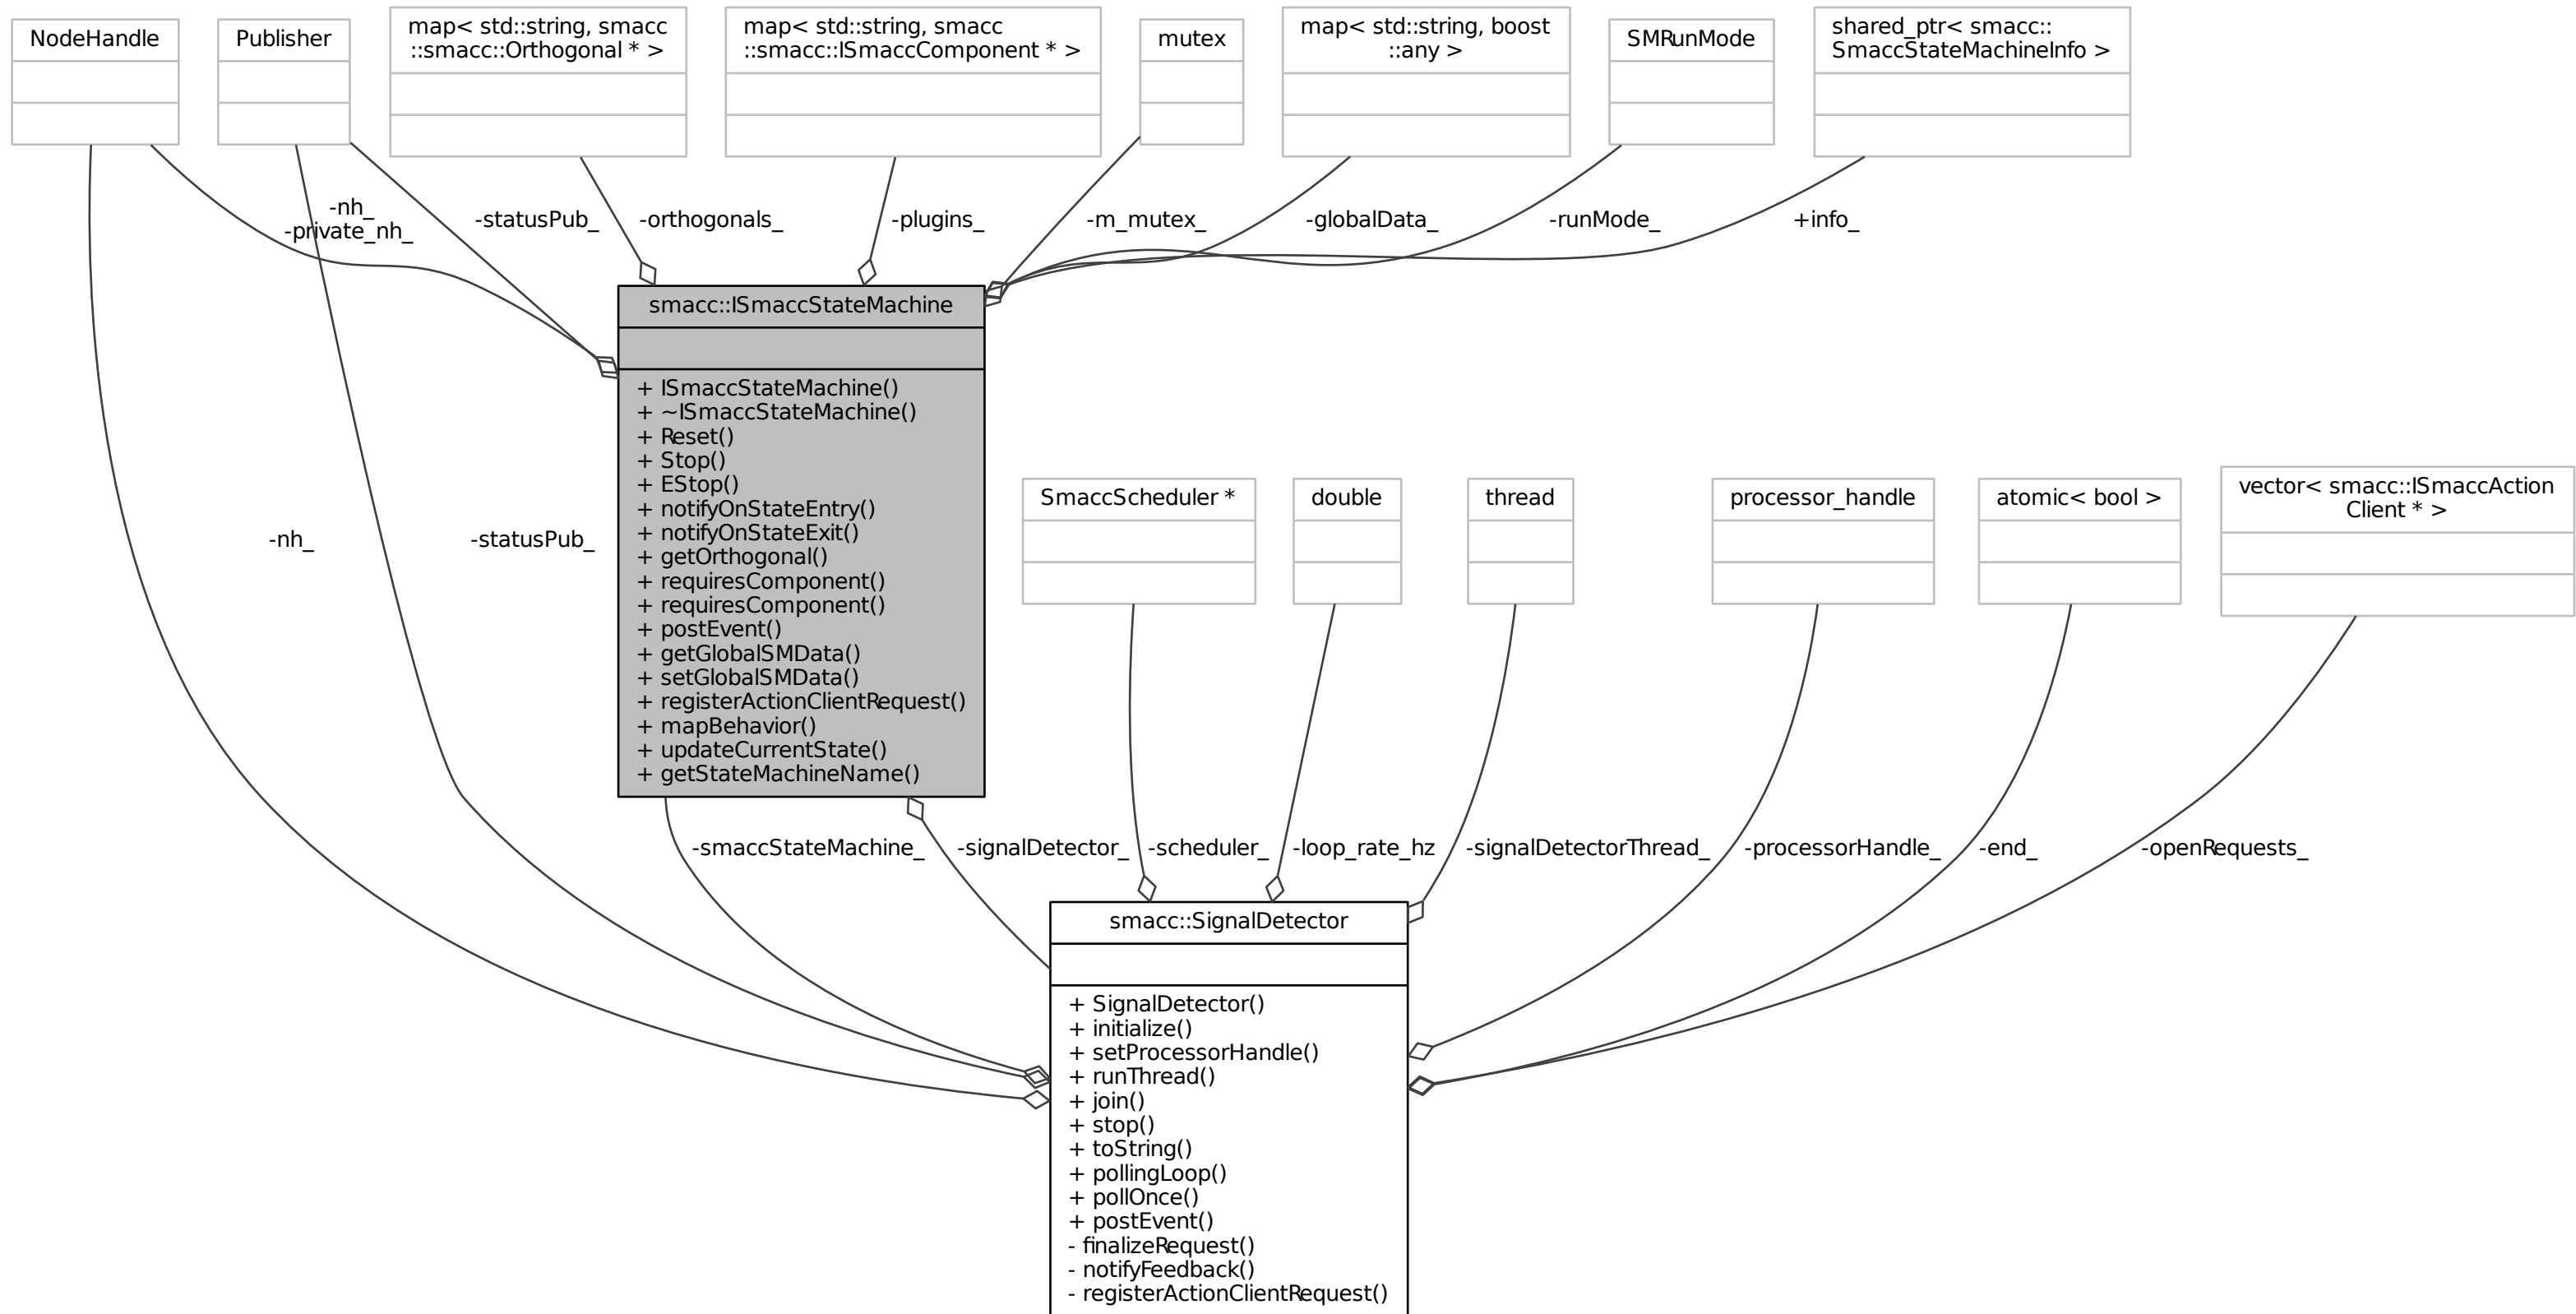 NodeHandle
Publisher
map< std::string, smacc
::smacc::Orthogonal * >
map< std::string, smacc
::smacc::ISmaccComponent * >
mutex
map< std::string, boost
::any >
SMRunMode
shared_ptr< smacc::
SmaccStateMachineInfo >
-nh_
-private_nh_
-statusPub_
-orthogonals_
-plugins_
-m_mutex_
-globalData_
-runMode_
+info_
smacc::ISmaccStateMachine
+ ISmaccStateMachine()
+ ~ISmaccStateMachine()
+ Reset()
+ Stop()
+ EStop()
+ notifyOnStateEntry()
+ notifyOnStateExit()
+ getOrthogonal()
+ requiresComponent()
+ requiresComponent()
+ postEvent()
+ getGlobalSMData()
+ setGlobalSMData()
+ registerActionClientRequest()
+ mapBehavior()
+ updateCurrentState()
+ getStateMachineName()
SmaccScheduler *
double
thread
processor_handle
atomic< bool >
vector< smacc::ISmaccAction
Client * >
-nh_
-statusPub_
-smaccStateMachine_
-signalDetector_
-scheduler_
-loop_rate_hz
-signalDetectorThread_
-processorHandle_
-end_
-openRequests_
smacc::SignalDetector
+ SignalDetector()
+ initialize()
+ setProcessorHandle()
+ runThread()
+ join()
+ stop()
+ toString()
+ pollingLoop()
+ pollOnce()
+ postEvent()
- finalizeRequest()
- notifyFeedback()
- registerActionClientRequest()